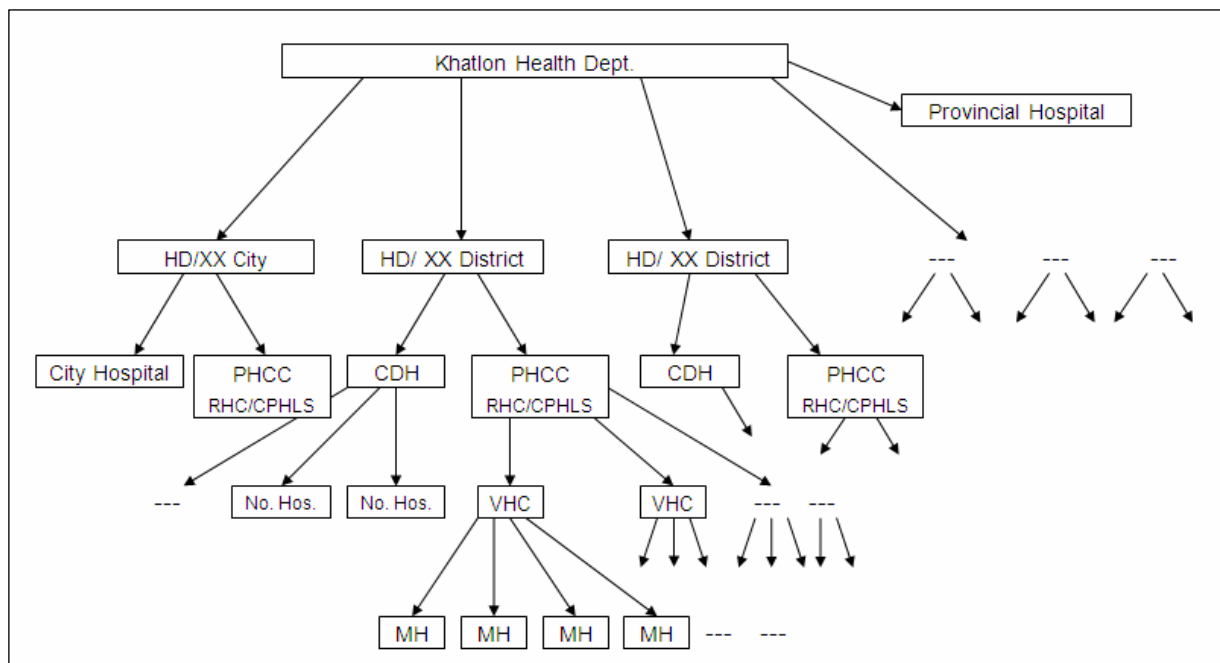 Khatlon Health Dept.
Provincial Hospital
HD/XX City
HD/ XX District
HD/ XX District
---
---
---
City Hospital
PHCC
RHC/CPHLS
CDH
PHCC
RHC/CPHLS
CDH
PHCC
RHC/CPHLS
---
No. Hos.
No. Hos.
VHC
VHC
---
---
MH
MH
MH
MH
---
---